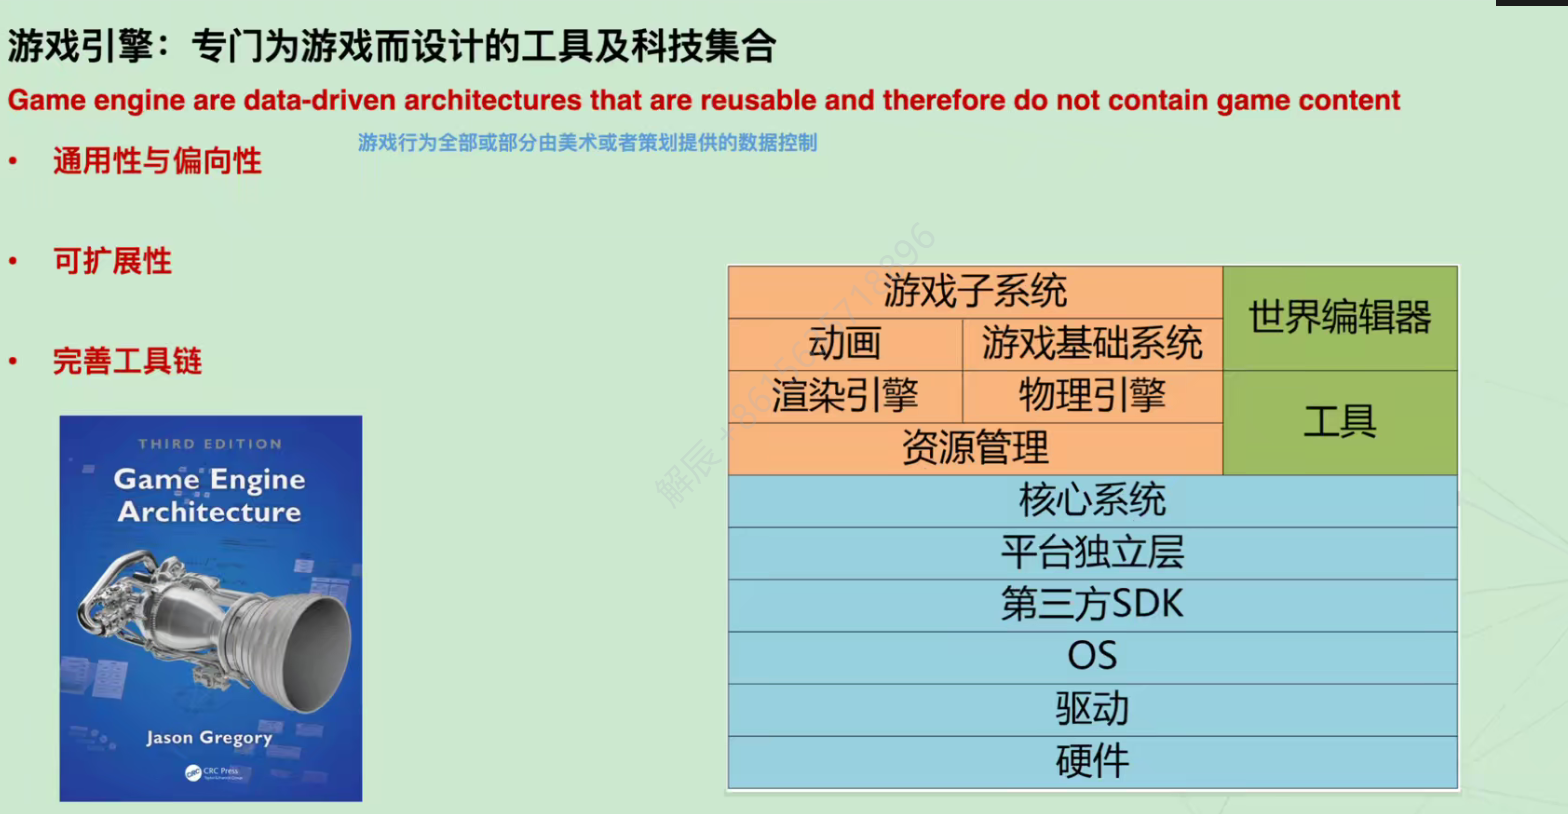 游戏引擎：专门为游戏而设计的工具及科技集合
Game engine are data-driven architectures that are reusable and therefore do not contain game content
游戏行为全部或部分由美术或者策划提供的数据控制
• 通用性与偏向性
• 可扩展性
• 完善工具链
THIRD EDITION
Game Engine
Architecture
Jason Gregory
CRC Press
游戏子系统
世界编辑器
动画
游戏基础系统
渲染引擎
物理引擎
工具
资源管理
核心系统
平台独立层
第三方SDK
OS
驱动
硬件